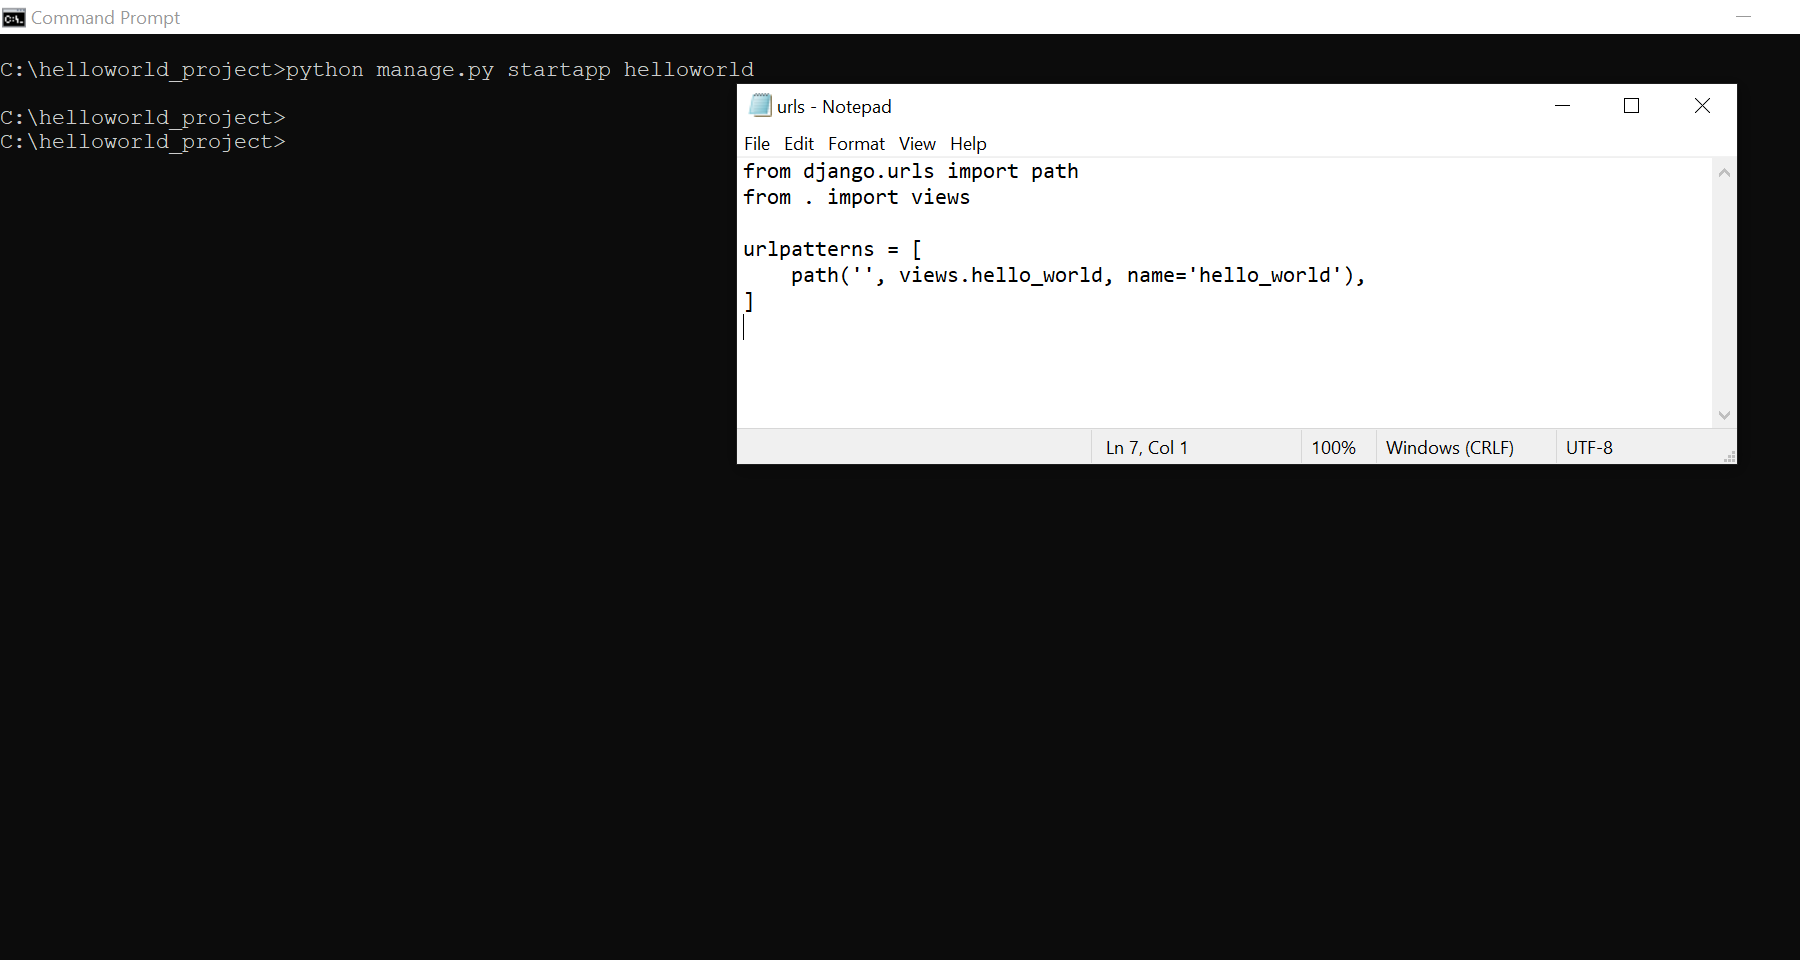 Command Prompt
C:\helloworld_project>python manage.py startapp helloworld
C:\helloworld_project>
C:\helloworld_project>
urls - Notepad
File Edit Format View Help
from django.urls import path
from . import views
urlpatterns = [
    path('', views.hello_world, name='hello_world'),
]
Ln 7, Col 1 100% Windows (CRLF) UTF-8